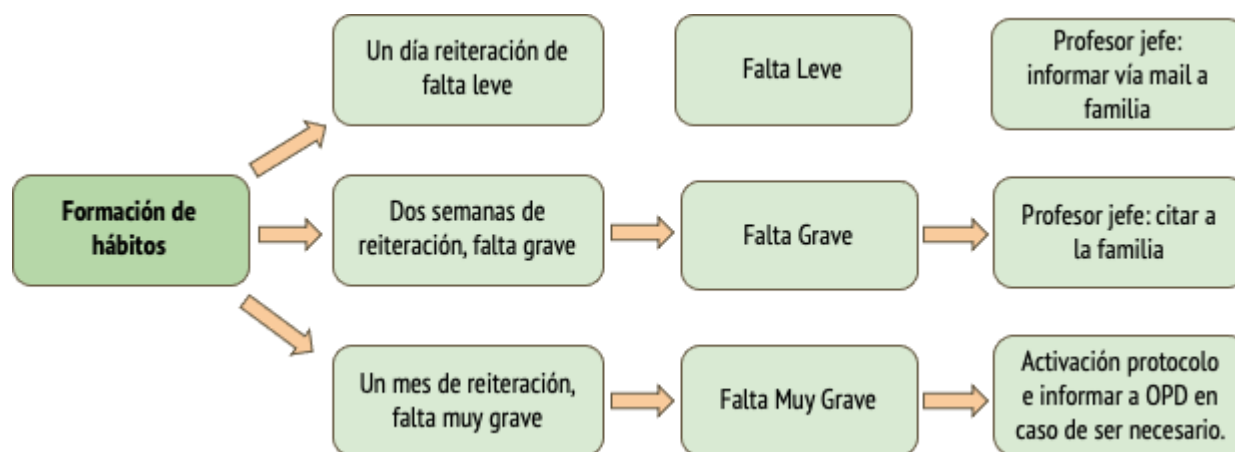 Un día reiteración de
falta leve
Falta Leve
Profesor jefe:
informar vía mail a
familia
Formación de
hábitos
Dos semanas de
reiteración, falta grave
Falta Grave
Profesor jefe: citar a
la familia
Un mes de reiteración,
falta muy grave
Falta Muy Grave
Activación protocolo
e informar a OPD en
caso de ser necesario.